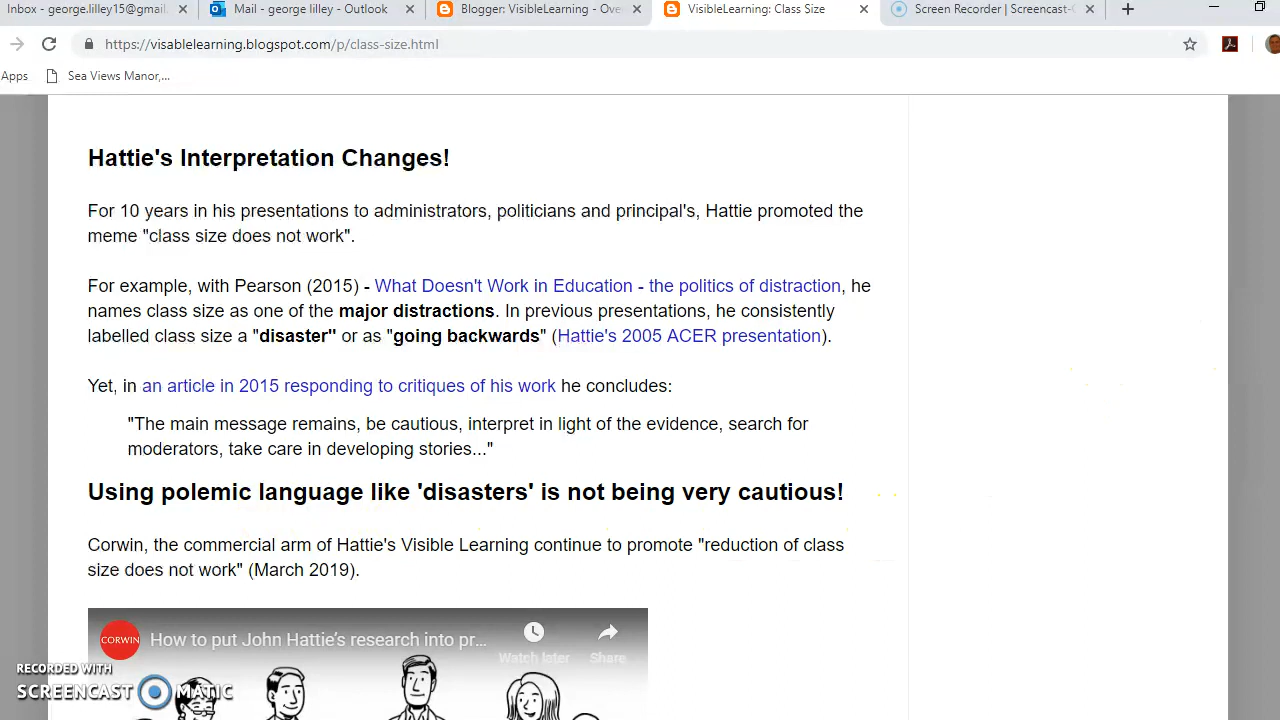 Inbox - george.lilley15@gmail.
Mail - george lilley - Outlook
Blogger: VisibleLearning - Ove
VisibleLearning: Class Size
Screen Recorder | Screencast-O
https://visablelearning.blogspot.com/p/class-size.html
Apps
Sea Views Manor,...
Hattie's Interpretation Changes!
For 10 years in his presentations to administrators, politicians and principal's, Hattie promoted the
meme "class size does not work".
For example, with Pearson (2015) - What Doesn't Work in Education - the politics of distraction, he
names class size as one of the major distractions. In previous presentations, he consistently
labelled class size a "disaster" or as "going backwards" (Hattie's 2005 ACER presentation).
Yet, in an article in 2015 responding to critiques of his work he concludes:
"The main message remains, be cautious, interpret in light of the evidence, search for
moderators, take care in developing stories..."
Using polemic language like 'disasters' is not being very cautious!
Corwin, the commercial arm of Hattie's Visible Learning continue to promote "reduction of class
size does not work" (March 2019).
CORWIN
How to put John Hattie's research into pr...
Watch later
Share
RECORDED WITH
SCREENCAST MATIC